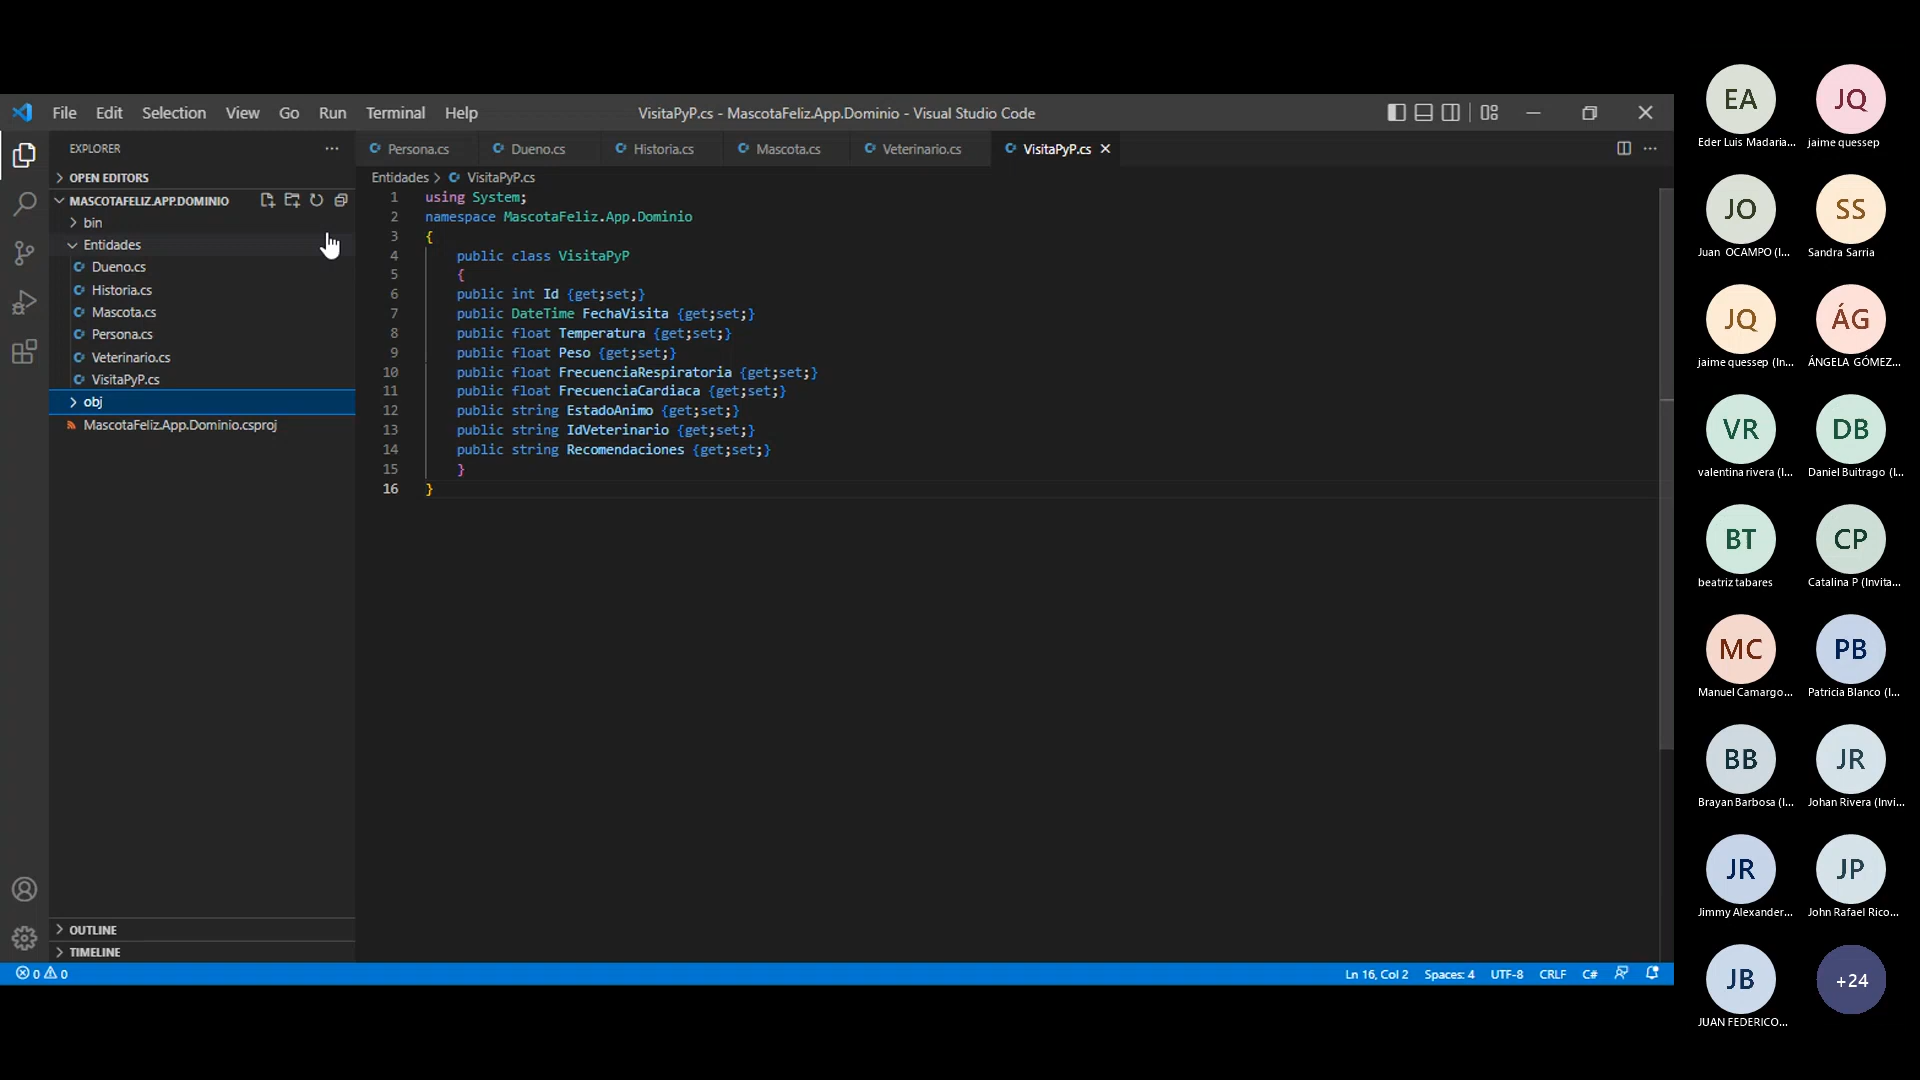 File Edit Selection View Go Run Terminal Help
VisitaPyP.cs - MascotaFeliz.App.Dominio - Visual Studio Code
EXPLORER
OPEN EDITORS
MASCOTAFELIZ.APP.DOMINIO
bin
Entidades
Dueno.cs
Historia.cs
Mascota.cs
Persona.cs
Veterinario.cs
VisitaPyP.cs
obj
MascotaFeliz.App.Dominio.csproj
OUTLINE
TIMELINE
Persona.cs Dueno.cs Historia.cs Mascota.cs Veterinario.cs VisitaPyP.cs
Entidades > VisitaPyP.cs
1 using System;
2 namespace MascotaFeliz.App.Dominio
3 {
4 public class VisitaPyP
5 {
6 public int Id {get;set;}
7 public DateTime FechaVisita {get;set;}
8 public float Temperatura {get;set;}
9 public float Peso {get;set;}
10 public float FrecuenciaRespiratoria {get;set;}
11 public float FrecuenciaCardiaca {get;set;}
12 public string EstadoAnimo {get;set;}
13 public string IdVeterinario {get;set;}
14 public string Recomendaciones {get;set;}
15 }
16 }
0 0
Ln 16, Col 2 Spaces: 4 UTF-8 CRLF C#
EA JQ
Eder Luis Madaria... jaime quessep
JO SS
Juan OCAMPO (I... Sandra Sarria
JQ ÁG
jaime quessep (In... ÁNGELA GÓMEZ...
VR DB
valentina rivera (I... Daniel Buitrago (I...
BT CP
beatriz tabares Catalina P (Invita...
MC PB
Manuel Camargo... Patricia Blanco (I...
BB JR
Brayan Barbosa (I... Johan Rivera (Invi...
JR JP
Jimmy Alexander... John Rafael Rico...
JB +24
JUAN FEDERICO...